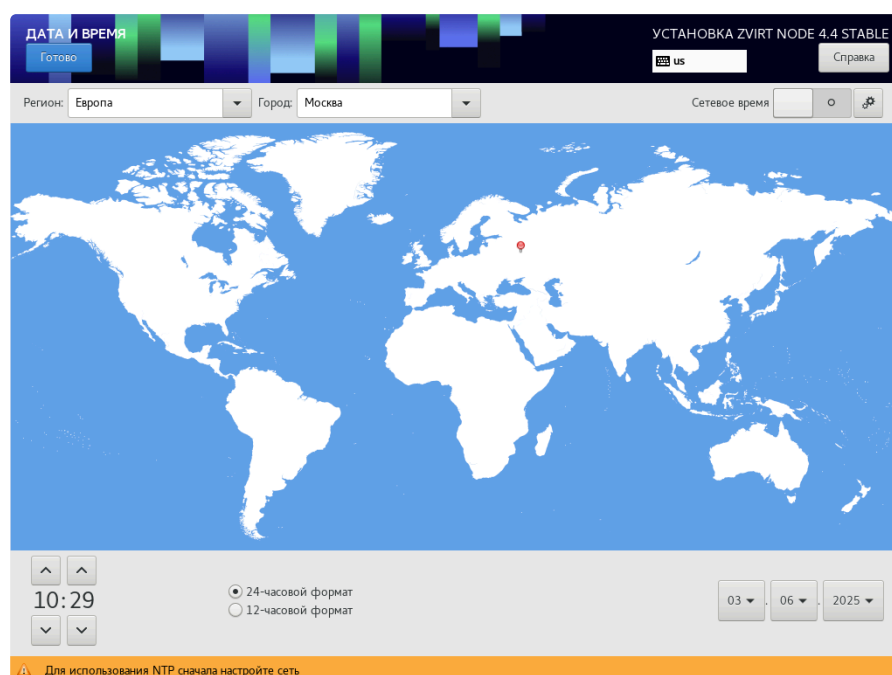 ДАТА И ВРЕМЯ
УСТАНОВКА ZVIRT NODE 4.4 STABLE
Готово
us
Справка
Регион: Европа Город: Москва Сетевое время
10:29
24-часовой формат
12-часовой формат
03 . 06 . 2025
Для использования NTP сначала настройте сеть